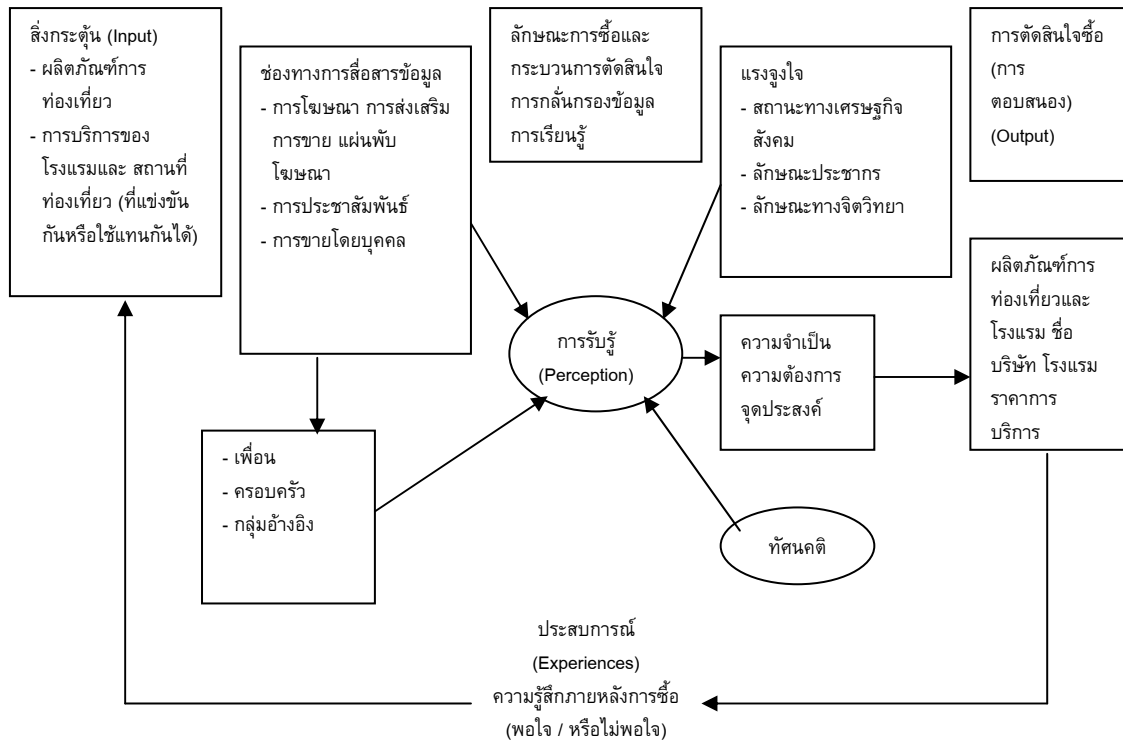 สิ่งกระตุ้น (Input)
- ผลิตภัณฑ์การ
ท่องเที่ยว
- การบริการของ
โรงแรมและ สถานที่
ท่องเที่ยว (ที่แข่งขัน
กันหรือใช้แทนกันได้)
ช่องทางการสื่อสารข้อมูล
- การโฆษณา การส่งเสริม
การขาย แผ่นพับ
โฆษณา
- การประชาสัมพันธ์
- การขายโดยบุคคล
ลักษณะการซื้อและ
กระบวนการตัดสินใจ
การกลั่นกรองข้อมูล
การเรียนรู้
แรงจูงใจ
- สถานะทางเศรษฐกิจ
สังคม
- ลักษณะประชากร
- ลักษณะทางจิตวิทยา
การตัดสินใจซื้อ
(การ
ตอบสนอง)
(Output)
การรับรู้
(Perception)
ความจำเป็น
ความต้องการ
จุดประสงค์
ผลิตภัณฑ์การ
ท่องเที่ยวและ
โรงแรม ชื่อ
บริษัท โรงแรม
ราคาการ
บริการ
- เพื่อน
- ครอบครัว
- กลุ่มอ้างอิง
ทัศนคติ
ประสบการณ์
(Experiences)
ความรู้สึกภายหลังการซื้อ
(พอใจ / หรือไม่พอใจ)